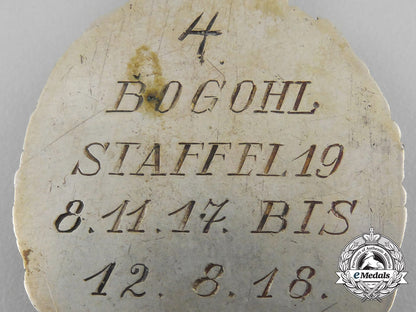 4.
BOGOHL
STAFFEL 19
8.11.17. BIS
12. 8. 18.
eMedals